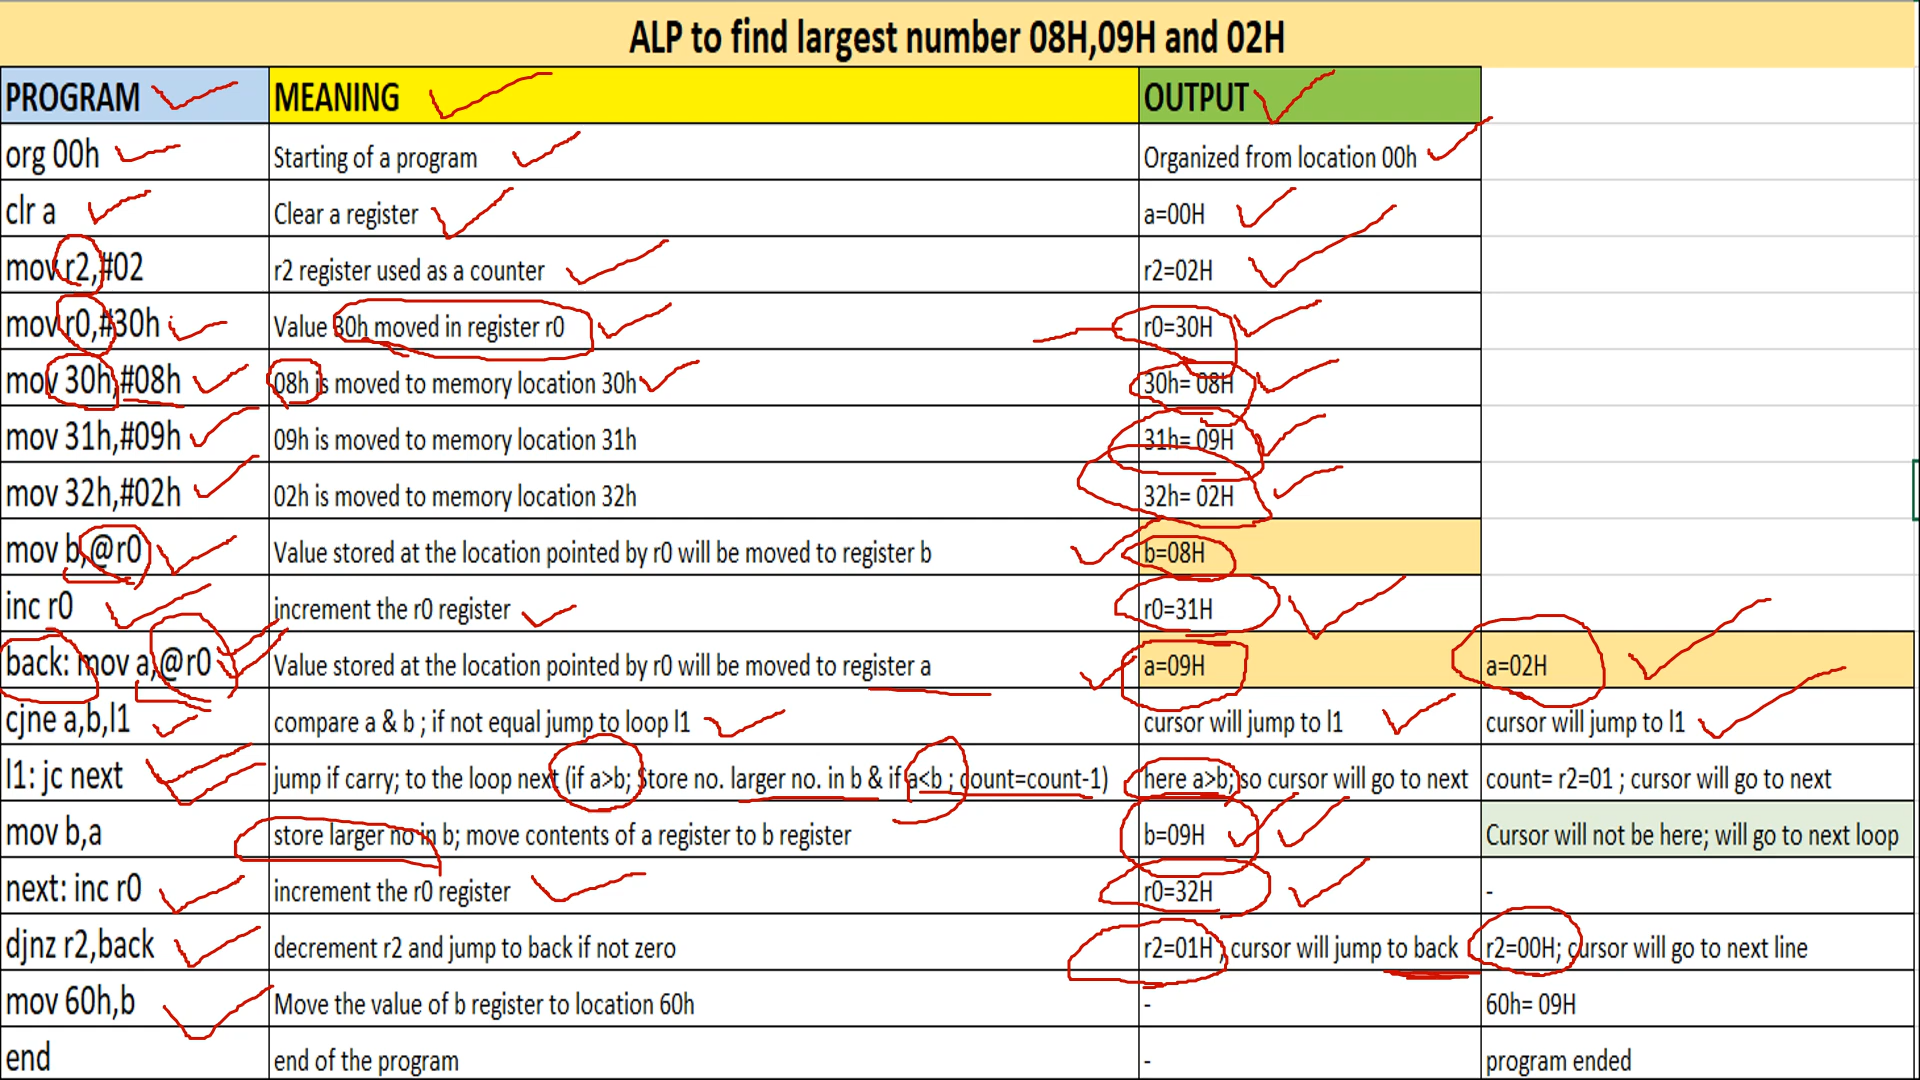 ALP to find largest number 08H,09H and 02H
PROGRAM MEANING OUTPUT
org 00h Starting of a program Organized from location 00h
clr a Clear a register a=00H
mov r2,#02 r2 register used as a counter r2=02H
mov r0,#30h Value 30h moved in register r0 r0=30H
mov 30h,#08h 08h is moved to memory location 30h 30h= 08H
mov 31h,#09h 09h is moved to memory location 31h 31h= 09H
mov 32h,#02h 02h is moved to memory location 32h 32h= 02H
mov b,@r0 Value stored at the location pointed by r0 will be moved to register b b=08H
inc r0 increment the r0 register r0=31H
back: mov a,@r0 Value stored at the location pointed by r0 will be moved to register a a=09H a=02H
cjne a,b,l1 compare a & b ; if not equal jump to loop l1 cursor will jump to l1 cursor will jump to l1
l1: jc next jump if carry; to the loop next (if a>b; Store no. larger no. in b & if a<b ; count=count-1) here a>b; so cursor will go to next count= r2=01 ; cursor will go to next
mov b,a store larger no in b; move contents of a register to b register b=09H Cursor will not be here; will go to next loop
next: inc r0 increment the r0 register r0=32H -
djnz r2,back decrement r2 and jump to back if not zero r2=01H , cursor will jump to back r2=00H; cursor will go to next line
mov 60h,b Move the value of b register to location 60h - 60h= 09H
end end of the program - program ended